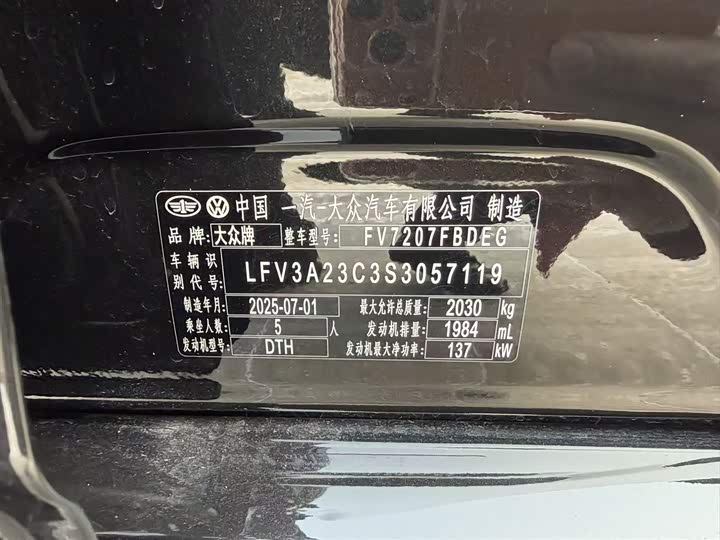 中国 一汽-大众汽车有限公司 制造
品牌: 大众牌 整车型号: FV7207FBDEG
车辆识别代号: LFV3A23C3S3057119
制造年月: 2025-07-01 最大允许总质量: 2030 kg
乘坐人数: 5 人 发动机排量: 1984 mL
发动机型号: DTH 发动机最大净功率: 137 kW